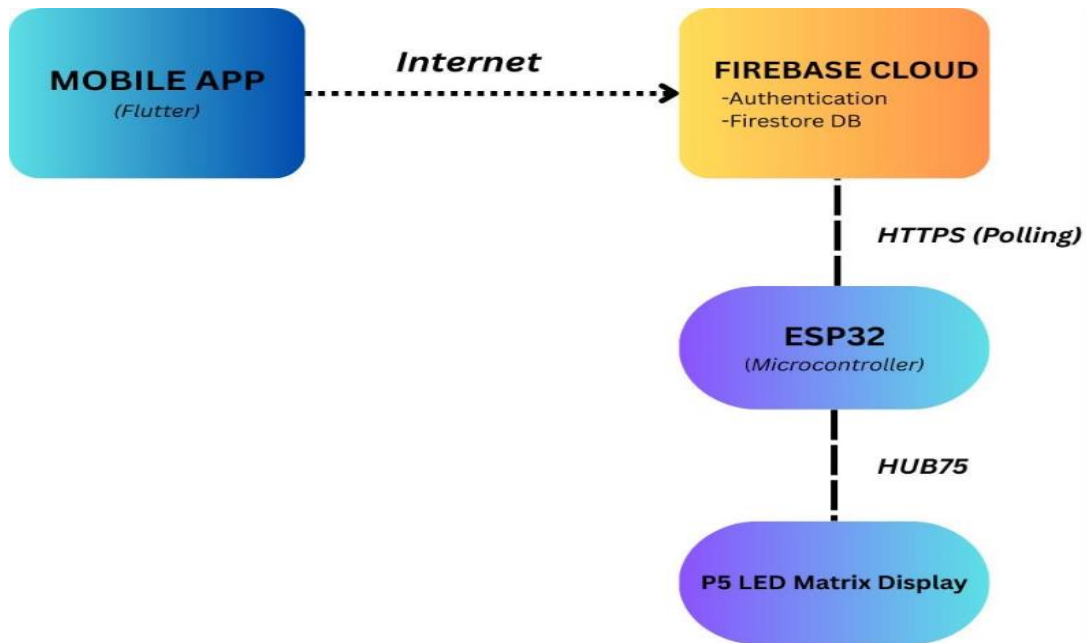 MOBILE APP
(Flutter)
Internet
FIREBASE CLOUD
-Authentication
-Firestore DB
HTTPS (Polling)
ESP32
(Microcontroller)
HUB75
P5 LED Matrix Display